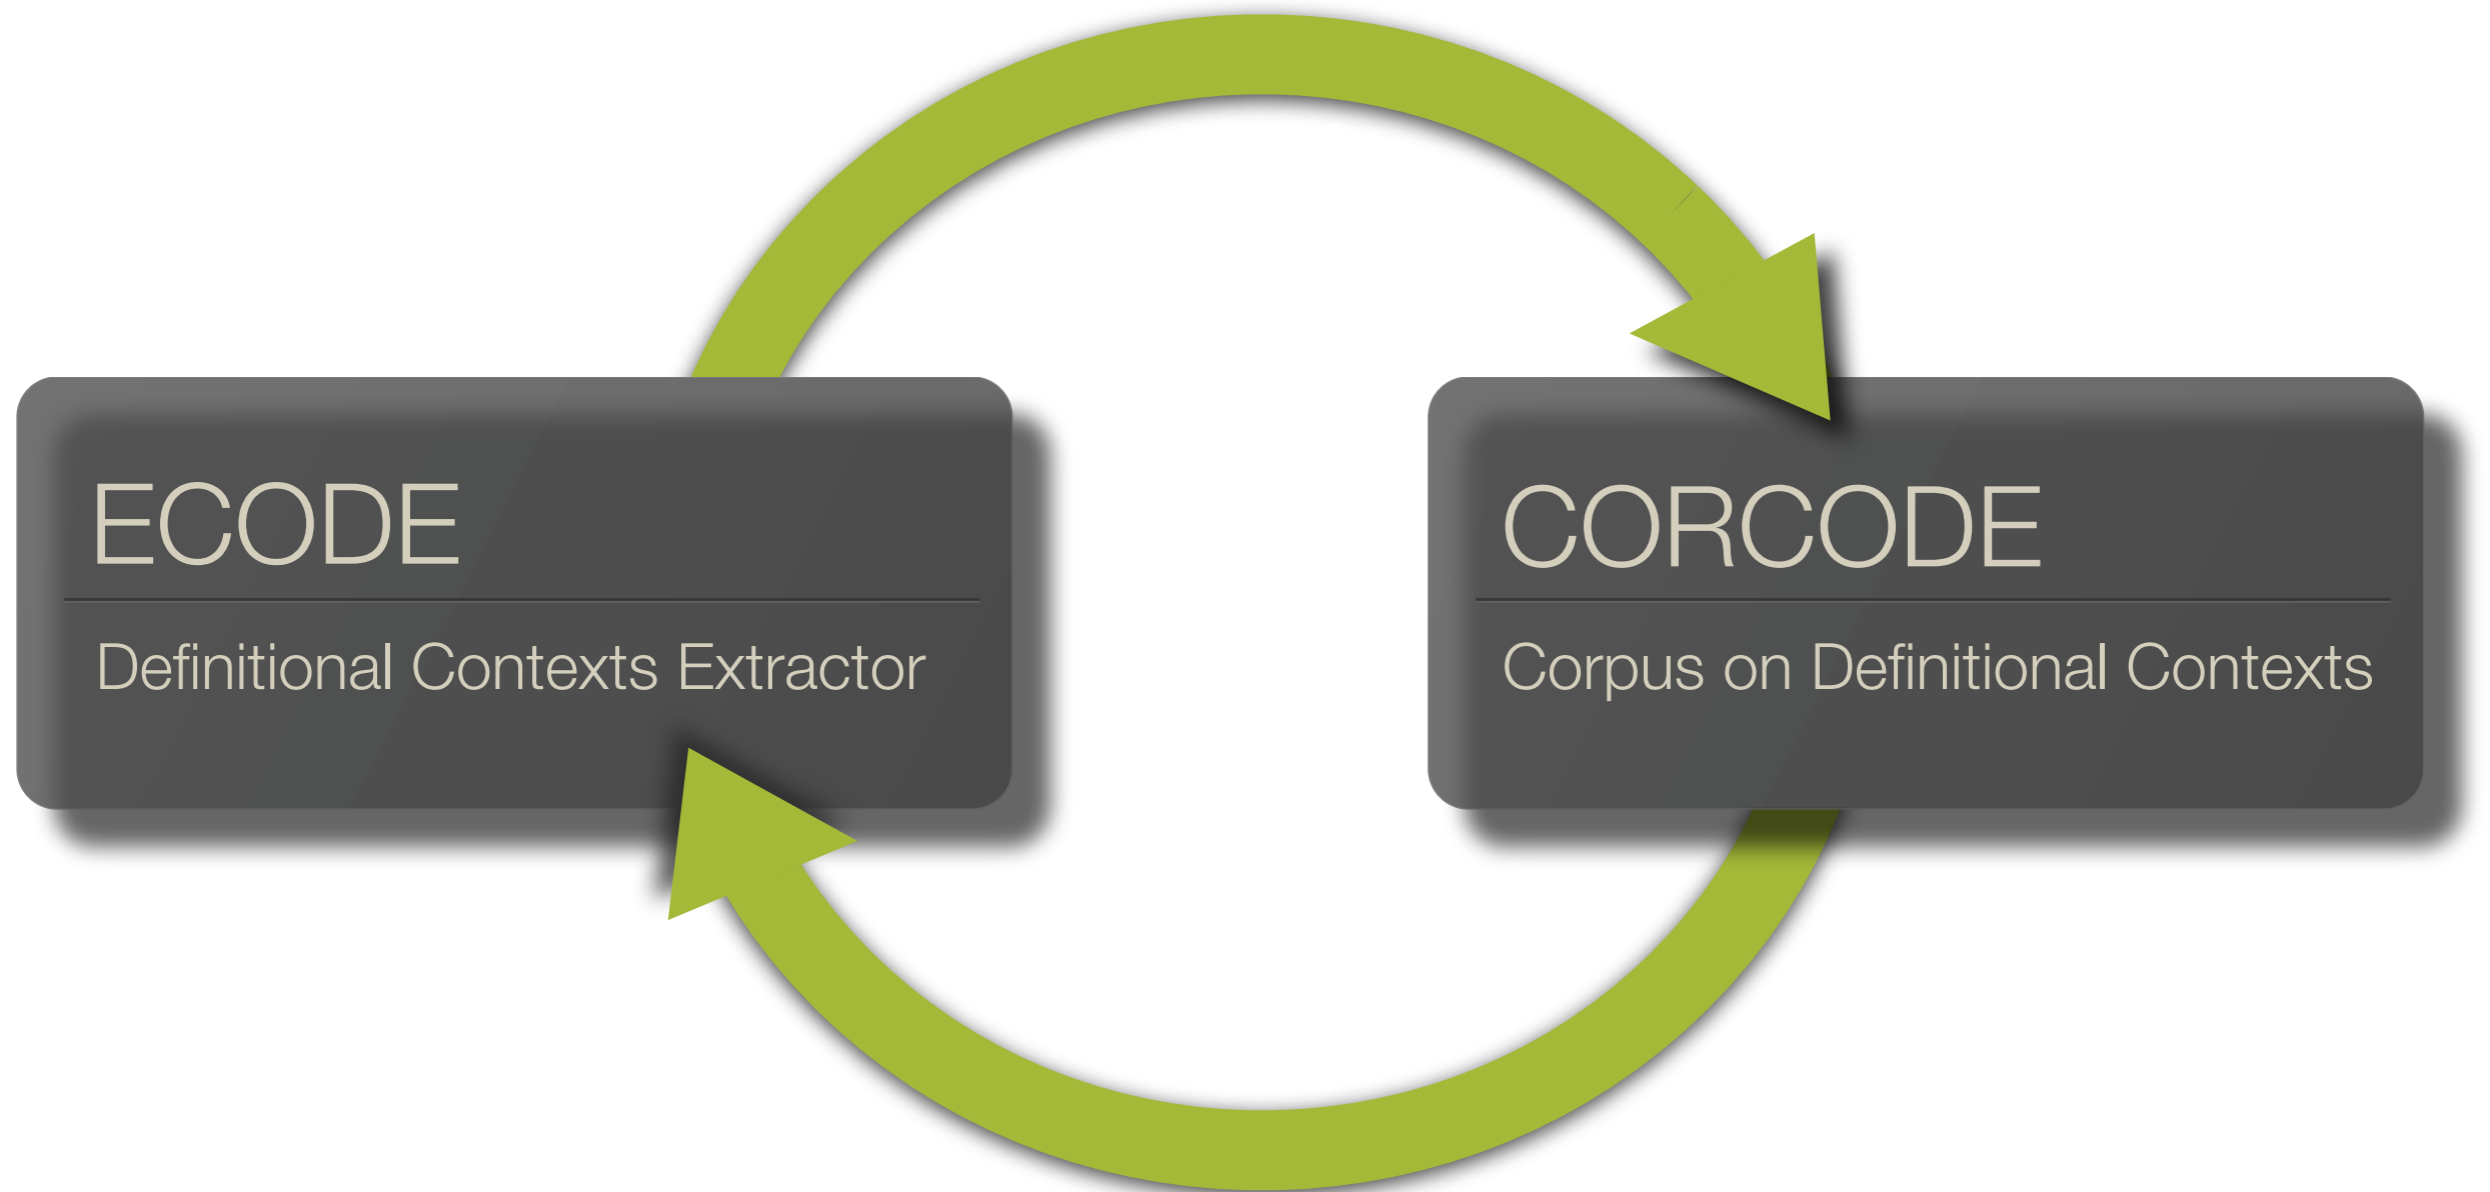 ECODE
Definitional Contexts Extractor
CORCODE
Corpus on Definitional Contexts